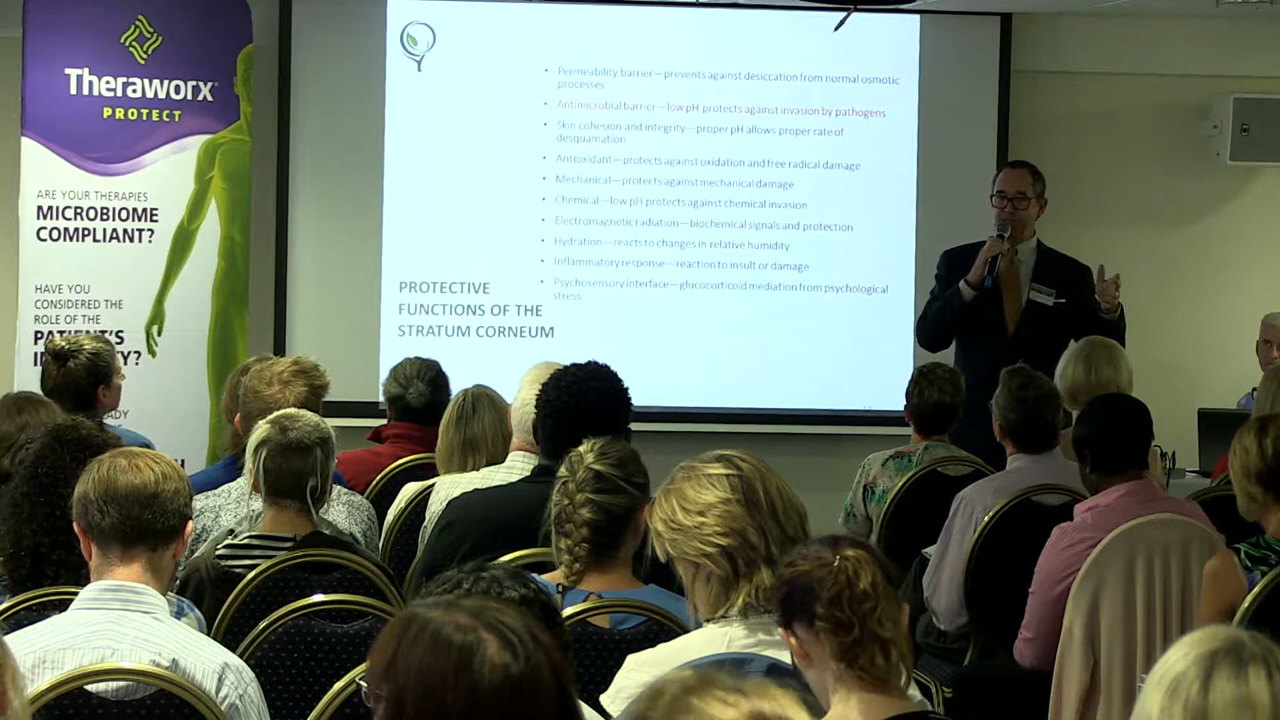 Theraworx
PROTECT
ARE YOUR THERAPIES
MICROBIOME
COMPLIANT?
HAVE YOU
CONSIDERED THE
ROLE OF THE
PATIENT'S
• Permeability barrier—prevents against desiccation from normal osmotic
processes
• Antimicrobial barrier—low pH protects against invasion by pathogens
• Skin cohesion and integrity—proper pH allows proper rate of
desquamation
• Antioxidant—protects against oxidation and free radical damage
• Mechanical—protects against mechanical damage
• Chemical—low pH protects against chemical invasion
• Electromagnetic radiation—biochemical signals and protection
• Hydration—reacts to changes in relative humidity
• Inflammatory response—reaction to insult or damage
• Psychosensory interface—glucocorticoid mediation from psychological
stress
PROTECTIVE
FUNCTIONS OF THE
STRATUM CORNEUM